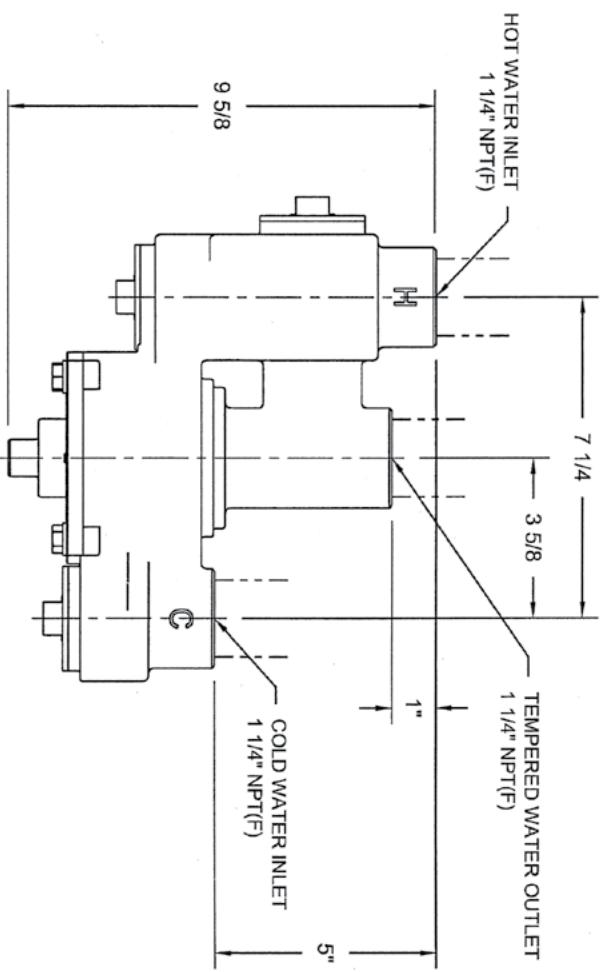 HOT WATER INLET
1 1/4" NPT(F)
9 5/8
H
7 1/4
3 5/8
TEMPERED WATER OUTLET
1 1/4" NPT(F)
1"
C
COLD WATER INLET
1 1/4" NPT(F)
5"